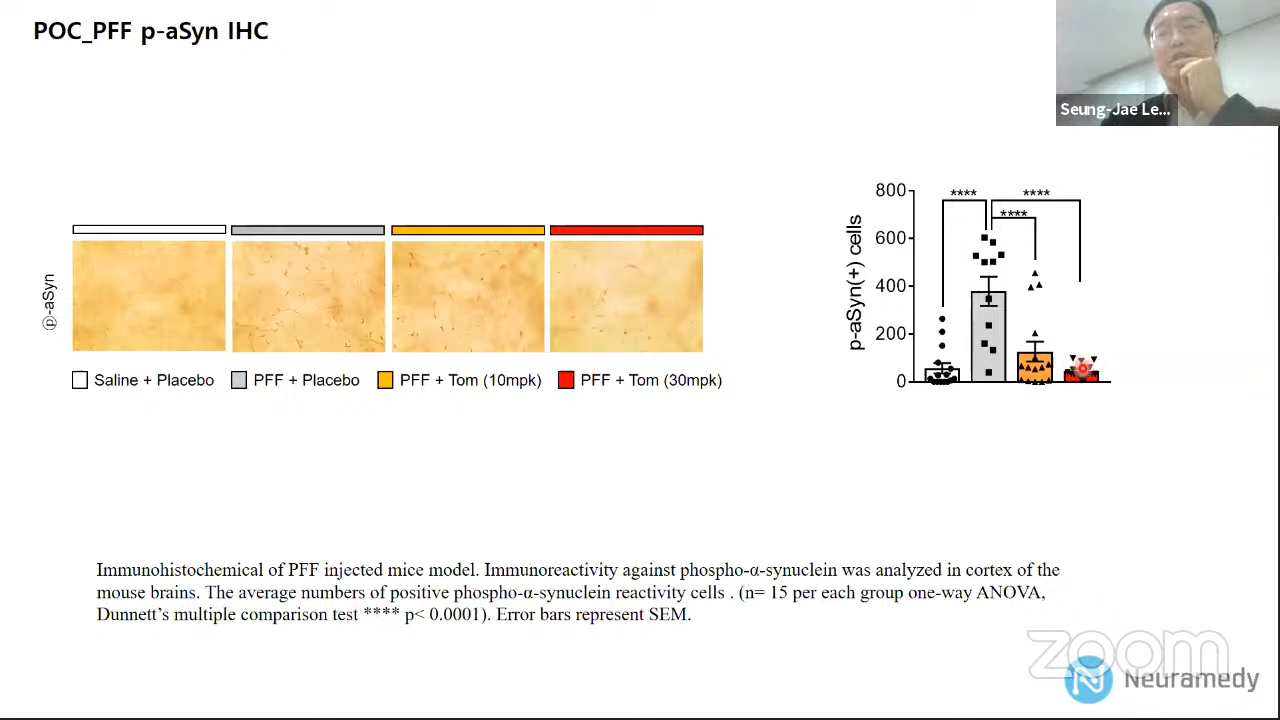 POC_PFF p-aSyn IHC
Seung-Jae Le...
ⓟ-aSyn
Saline + Placebo
PFF + Placebo
PFF + Tom (10mpk)
PFF + Tom (30mpk)
p-aSyn(+) cells
800
600
400
200
0
****
****
****
Immunohistochemical of PFF injected mice model. Immunoreactivity against phospho-α-synuclein was analyzed in cortex of the
mouse brains. The average numbers of positive phospho-α-synuclein reactivity cells . (n= 15 per each group one-way ANOVA,
Dunnett’s multiple comparison test **** p< 0.0001). Error bars represent SEM.
zoom
N Neuramedy